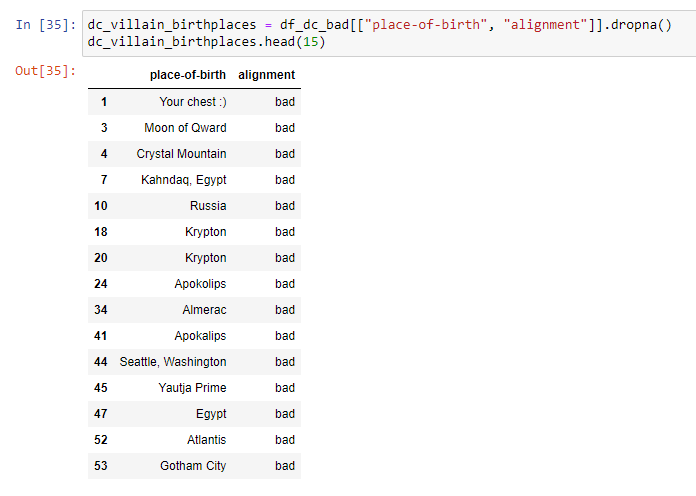 In [35]: dc_villain_birthplaces = df_dc_bad[["place-of-birth", "alignment"]].dropna()
dc_villain_birthplaces.head(15)
Out[35]:
place-of-birth alignment
1 Your chest :) bad
3 Moon of Qward bad
4 Crystal Mountain bad
7 Kahndaq, Egypt bad
10 Russia bad
18 Krypton bad
20 Krypton bad
24 Apokolips bad
34 Almerac bad
41 Apokalips bad
44 Seattle, Washington bad
45 Yautja Prime bad
47 Egypt bad
52 Atlantis bad
53 Gotham City bad